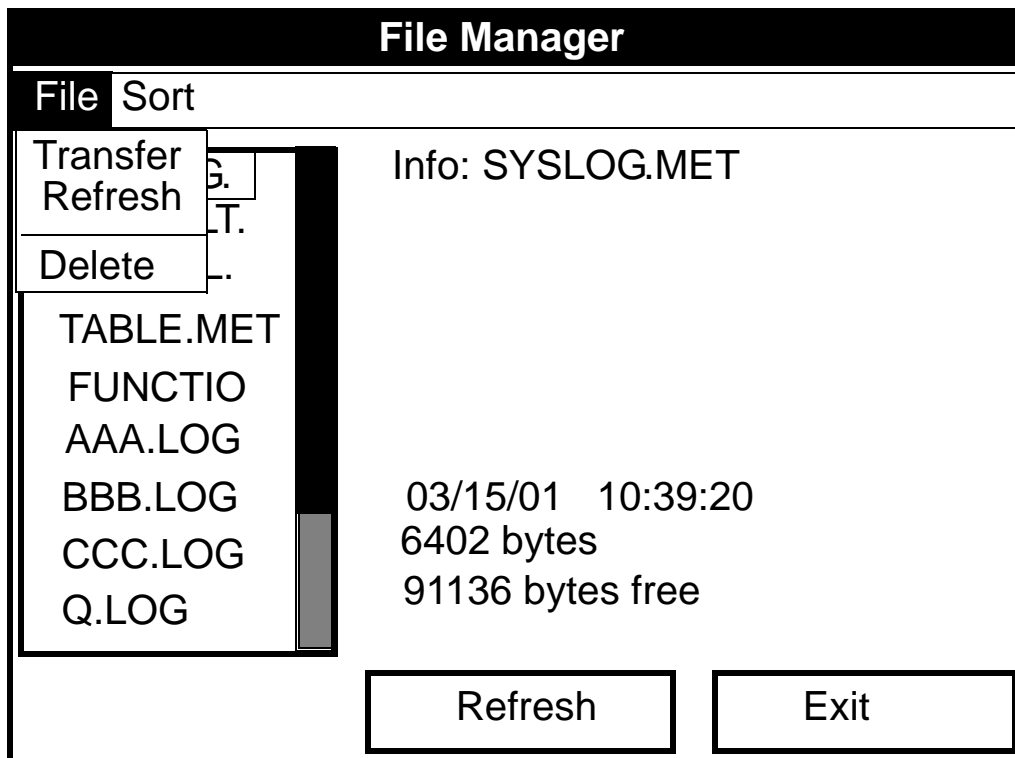 File Manager
File Sort
Transfer
Refresh
Delete
G.
LT.
L.
TABLE.MET
FUNCTIO
AAA.LOG
BBB.LOG
CCC.LOG
Q.LOG
Info: SYSLOG.MET
03/15/01 10:39:20
6402 bytes
91136 bytes free
Refresh
Exit